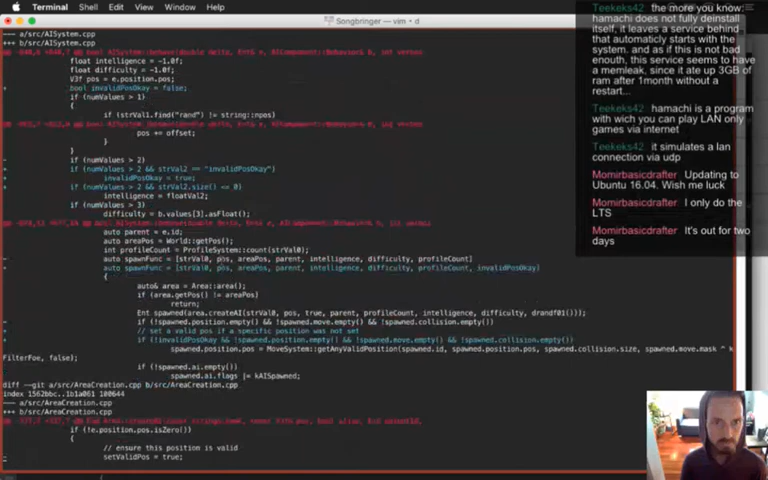 Terminal Shell Edit View Window Help
Songbringer — vim • d
--- a/src/AISystem.cpp
+++ b/src/AISystem.cpp
float intelligence = -1.0f;
float difficulty = -1.0f;
V3f pos = e.position.pos;
+ bool invalidPosOkay = false;
if (numValues > 1)
{
if (strVal1.find("rand") != string::npos)
pos += offset;
}
}
- if (numValues > 2)
+ if (numValues > 2 && strVal2 == "invalidPosOkay")
+ invalidPosOkay = true;
+ if (numValues > 2 && strVal2.size() <= 0)
intelligence = floatVal2;
if (numValues > 3)
difficulty = b.values[3].asFloat();
auto parent = e.id;
auto areaPos = World::getPos();
int profileCount = ProfileSystem::count(strVal0);
- auto spawnFunc = [strVal0, pos, areaPos, parent, intelligence, difficulty, profileCount]
+ auto spawnFunc = [strVal0, pos, areaPos, parent, intelligence, difficulty, profileCount, invalidPosOkay]
{
auto& area = Area::area();
if (area.getPos() != areaPos)
return;
Ent spawned(area.createAI(strVal0, pos, true, parent, profileCount, intelligence, difficulty, drand01()));
- if (!spawned.position.empty() && !spawned.move.empty() && !spawned.collision.empty())
+ // set a valid pos if a specific position was not set
+ if (!invalidPosOkay && !spawned.position.empty() && !spawned.move.empty() && !spawned.collision.empty())
spawned.position.pos = MoveSystem::getAnyValidPosition(spawned.id, spawned.position.pos, spawned.collision.size, spawned.move.mask ^ k
FilterFoe, false);
if (!spawned.ai.empty())
spawned.ai.flags |= kAISpawned;
diff --git a/src/AreaCreation.cpp b/src/AreaCreation.cpp
index 1562bbc..1b1a061 100644
--- a/src/AreaCreation.cpp
+++ b/src/AreaCreation.cpp
if (!e.position.pos.isZero())
{
// ensure this position is valid
setValidPos = true;
Teekeks42 the more you know:
hamachi does not fully deinstall
itself, it leaves a service behind
that automaticly starts with the
system. and as if this is not bad
enouth, this service seems to have
a memleak, since it ate up 3GB of
ram after 1month without a
restart...
Teekeks42 hamachi is a program
with wich you can play LAN only
games via internet
Teekeks42 it simulates a lan
connection via udp
Momirbasicdrafter Updating to
Ubuntu 16.04. Wish me luck
Momirbasicdrafter I only do the
LTS
Momirbasicdrafter It's out for two
days